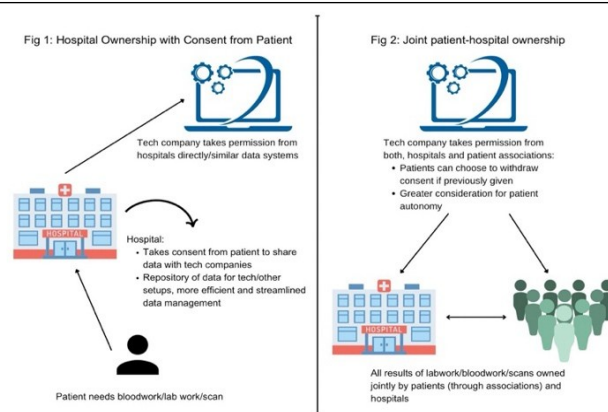 Fig 1: Hospital Ownership with Consent from Patient
Tech company takes permission from
hospitals directly/similar data systems
HOSPITAL
Hospital:
• Takes consent from patient to share
data with tech companies
• Repository of data for tech/other
setups, more efficient and streamlined
data management
Patient needs bloodwork/lab work/scan
Fig 2: Joint patient-hospital ownership
Tech company takes permission from
both, hospitals and patient associations:
• Patients can choose to withdraw
consent if previously given
• Greater consideration for patient
autonomy
HOSPITAL
All results of labwork/bloodwork/scans owned
jointly by patients (through associations) and
hospitals